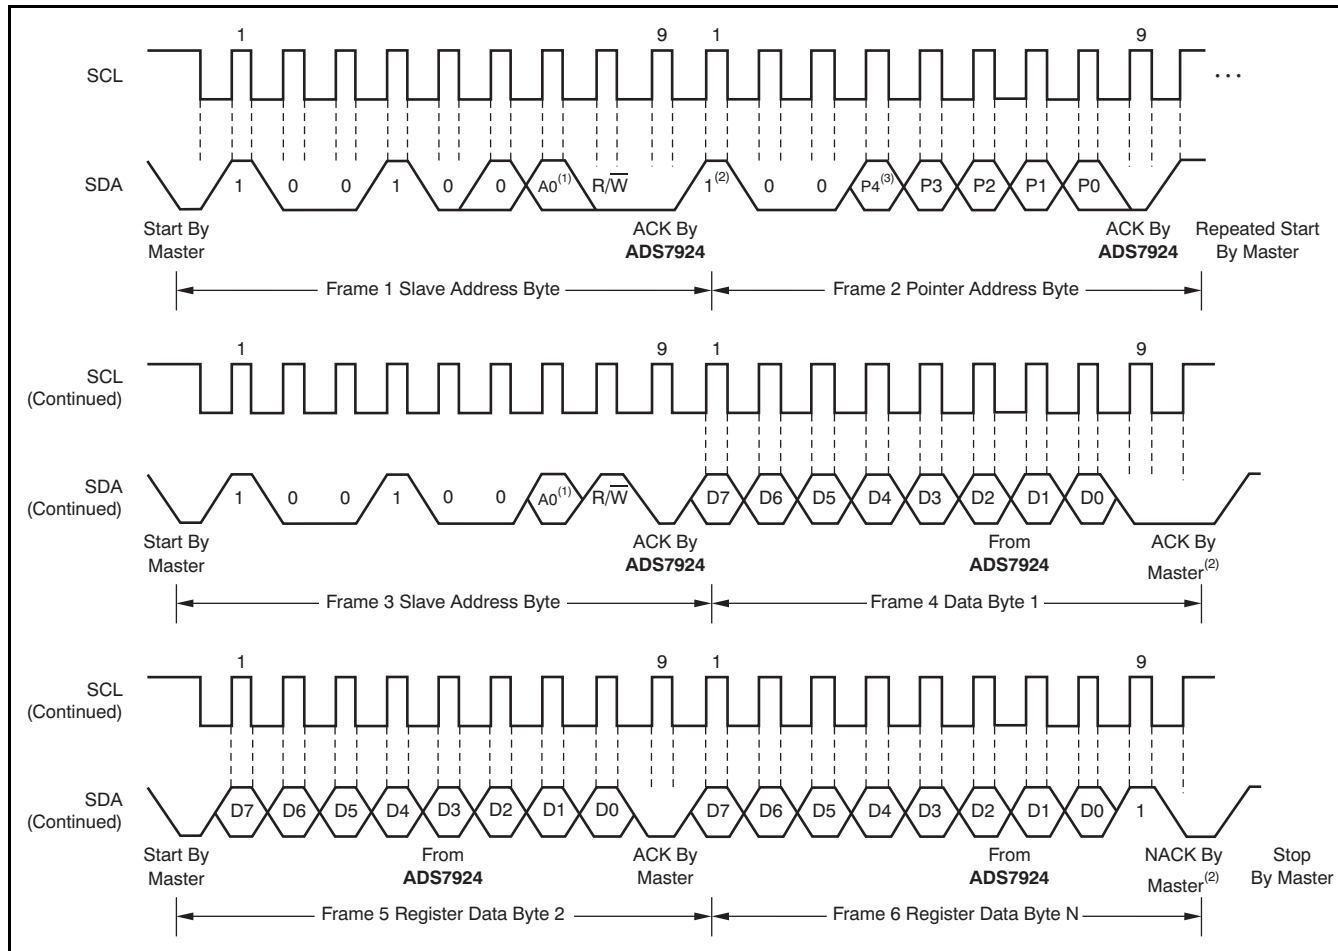 1 9 1 9
SCL ...
SDA 1 0 0 1 0 0 A0(1) R/W̅ 1(2) 0 0 P4(3) P3 P2 P1 P0
Start By Master
ACK By ADS7924
ACK By ADS7924
Repeated Start By Master
Frame 1 Slave Address Byte
Frame 2 Pointer Address Byte
1 9 1 9
SCL
(Continued)
SDA
(Continued)
1 0 0 1 0 0 A0(1) R/W̅ D7 D6 D5 D4 D3 D2 D1 D0
Start By Master
ACK By ADS7924
From ADS7924
ACK By Master(2)
Frame 3 Slave Address Byte
Frame 4 Data Byte 1
1 9 1 9
SCL
(Continued)
SDA
(Continued)
D7 D6 D5 D4 D3 D2 D1 D0 D7 D6 D5 D4 D3 D2 D1 D0 1
Start By Master
From ADS7924
ACK By Master
From ADS7924
NACK By Master(2)
Stop By Master
Frame 5 Register Data Byte 2
Frame 6 Register Data Byte N